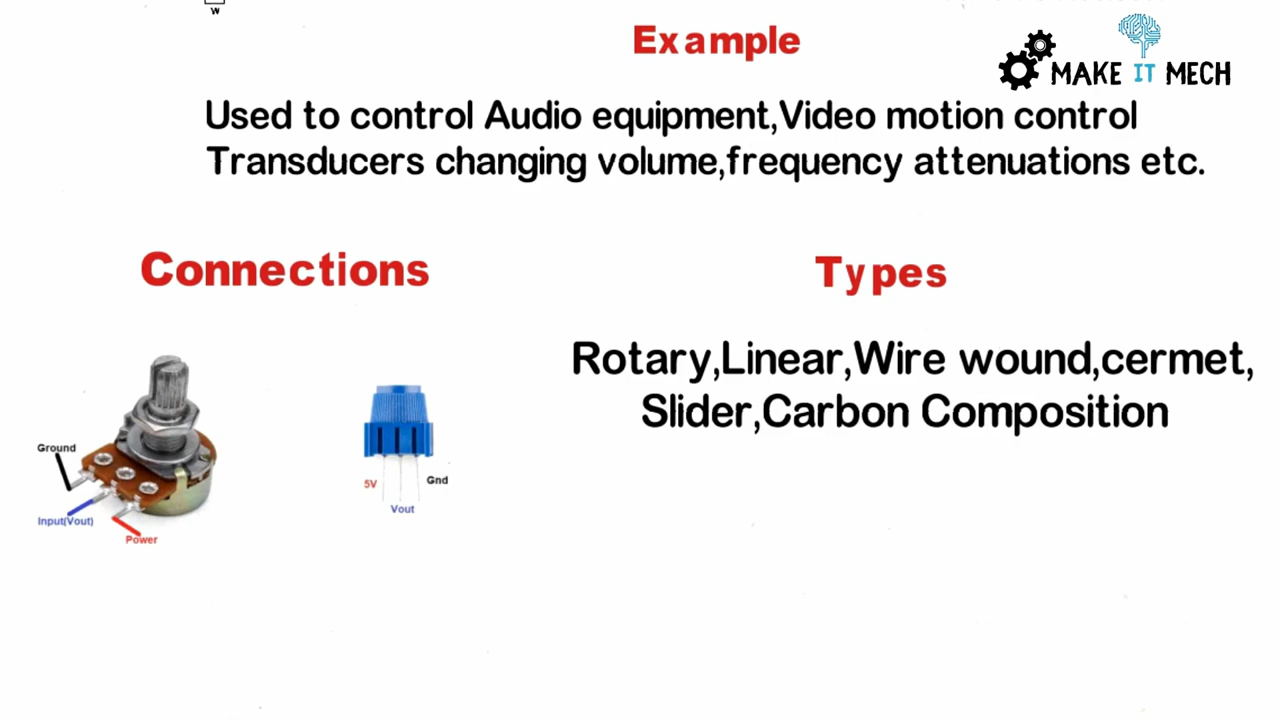 W
Example
MAKE IT MECH
Used to control Audio equipment,Video motion control
Transducers changing volume,frequency attenuations etc.
Connections
Types
Rotary,Linear,Wire wound,cermet,
Slider,Carbon Composition
Ground
Input(Vout)
Power
5V
Gnd
Vout